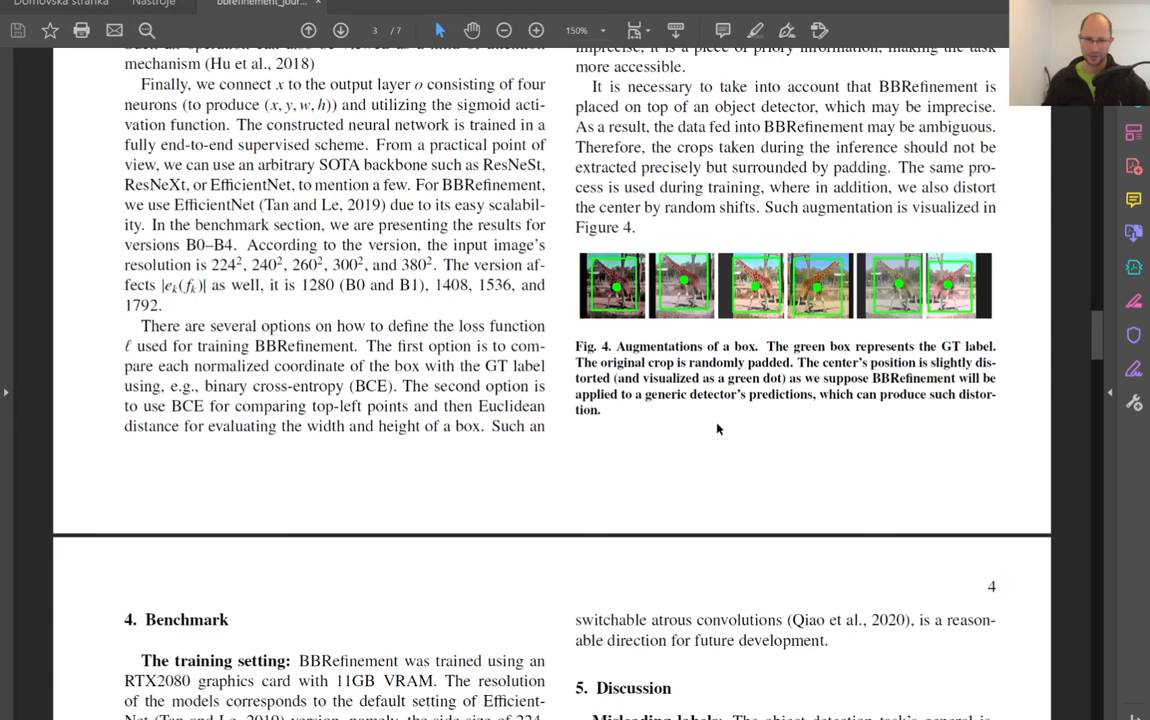 Domovská stránka
Nástroje
bbrefinement_jour...
3 / 7
150%
such an operation can also be viewed as a kind of attention
mechanism (Hu et al., 2018)
Finally, we connect x to the output layer o consisting of four
neurons (to produce (x, y, w, h)) and utilizing the sigmoid acti-
vation function. The constructed neural network is trained in a
fully end-to-end supervised scheme. From a practical point of
view, we can use an arbitrary SOTA backbone such as ResNeSt,
ResNeXt, or EfficientNet, to mention a few. For BBRefinement,
we use EfficientNet (Tan and Le, 2019) due to its easy scalabil-
ity. In the benchmark section, we are presenting the results for
versions B0–B4. According to the version, the input image's
resolution is 224², 240², 260², 300², and 380². The version af-
fects |eₖ(fₖ)| as well, it is 1280 (B0 and B1), 1408, 1536, and
1792.
There are several options on how to define the loss function
ℓ used for training BBRefinement. The first option is to com-
pare each normalized coordinate of the box with the GT label
using, e.g., binary cross-entropy (BCE). The second option is
to use BCE for comparing top-left points and then Euclidean
distance for evaluating the width and height of a box. Such an
imprecise, it is a piece of priory information, making the task
more accessible.
It is necessary to take into account that BBRefinement is
placed on top of an object detector, which may be imprecise.
As a result, the data fed into BBRefinement may be ambiguous.
Therefore, the crops taken during the inference should not be
extracted precisely but surrounded by padding. The same pro-
cess is used during training, where in addition, we also distort
the center by random shifts. Such augmentation is visualized in
Figure 4.
Fig. 4. Augmentations of a box. The green box represents the GT label.
The original crop is randomly padded. The center's position is slightly dis-
torted (and visualized as a green dot) as we suppose BBRefinement will be
applied to a generic detector's predictions, which can produce such distor-
tion.
4
4. Benchmark
The training setting: BBRefinement was trained using an
RTX2080 graphics card with 11GB VRAM. The resolution
of the models corresponds to the default setting of Efficient-
Net (Tan and Le, 2019) version, namely, the side size of 224,
switchable atrous convolutions (Qiao et al., 2020), is a reason-
able direction for future development.
5. Discussion
Misleading labels: The object detection task's general is-